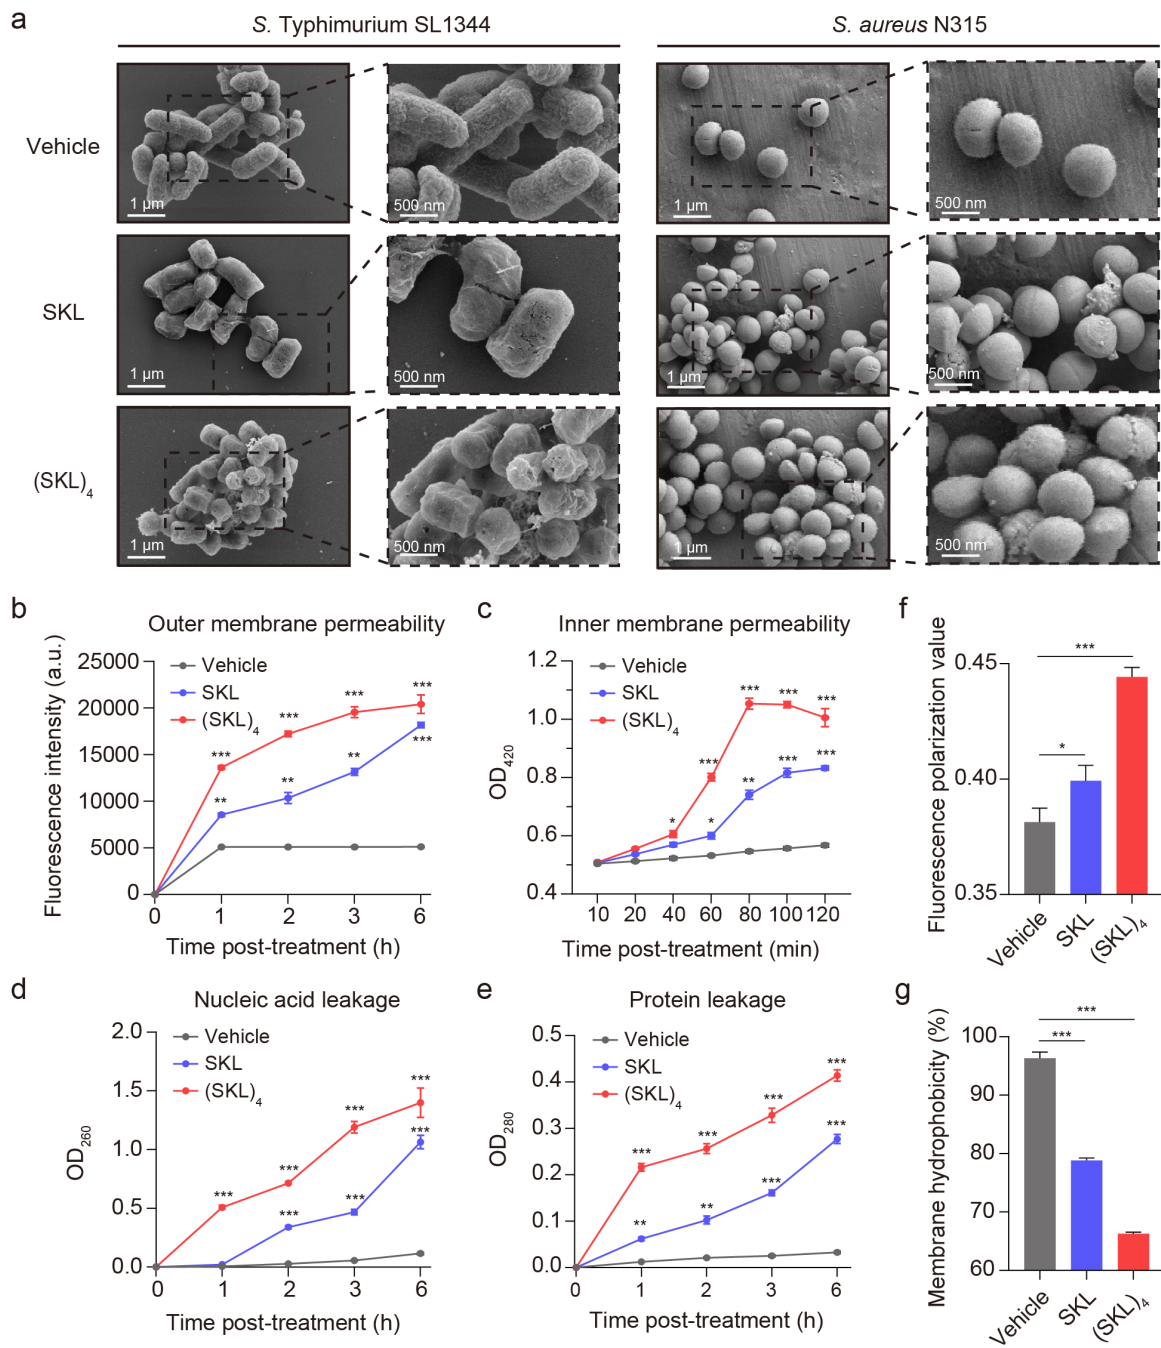 a
S. Typhimurium SL1344
S. aureus N315
Vehicle
1 μm
500 nm
1 μm
500 nm
SKL
1 μm
500 nm
1 μm
500 nm
(SKL)4
1 μm
500 nm
1 μm
500 nm
b
Outer membrane permeability
Fluorescence intensity (a.u.)
25000
20000
15000
10000
5000
0
Vehicle
SKL
(SKL)4
***
***
***
***
**
**
**
***
0 1 2 3 6
Time post-treatment (h)
c
Inner membrane permeability
OD420
1.2
1.0
0.8
0.6
0.4
Vehicle
SKL
(SKL)4
*
***
***
***
***
*
**
***
***
10 20 40 60 80 100 120
Time post-treatment (min)
f
Fluorescence polarization value
0.45
0.40
0.35
***
*
Vehicle
SKL
(SKL)4
d
Nucleic acid leakage
OD260
2.0
1.5
1.0
0.5
0.0
Vehicle
SKL
(SKL)4
***
***
***
***
***
***
***
0 1 2 3 6
Time post-treatment (h)
e
Protein leakage
OD280
0.5
0.4
0.3
0.2
0.1
0.0
Vehicle
SKL
(SKL)4
***
***
***
***
**
**
***
***
0 1 2 3 6
Time post-treatment (h)
g
Membrane hydrophobicity (%)
100
90
80
70
60
***
***
Vehicle
SKL
(SKL)4